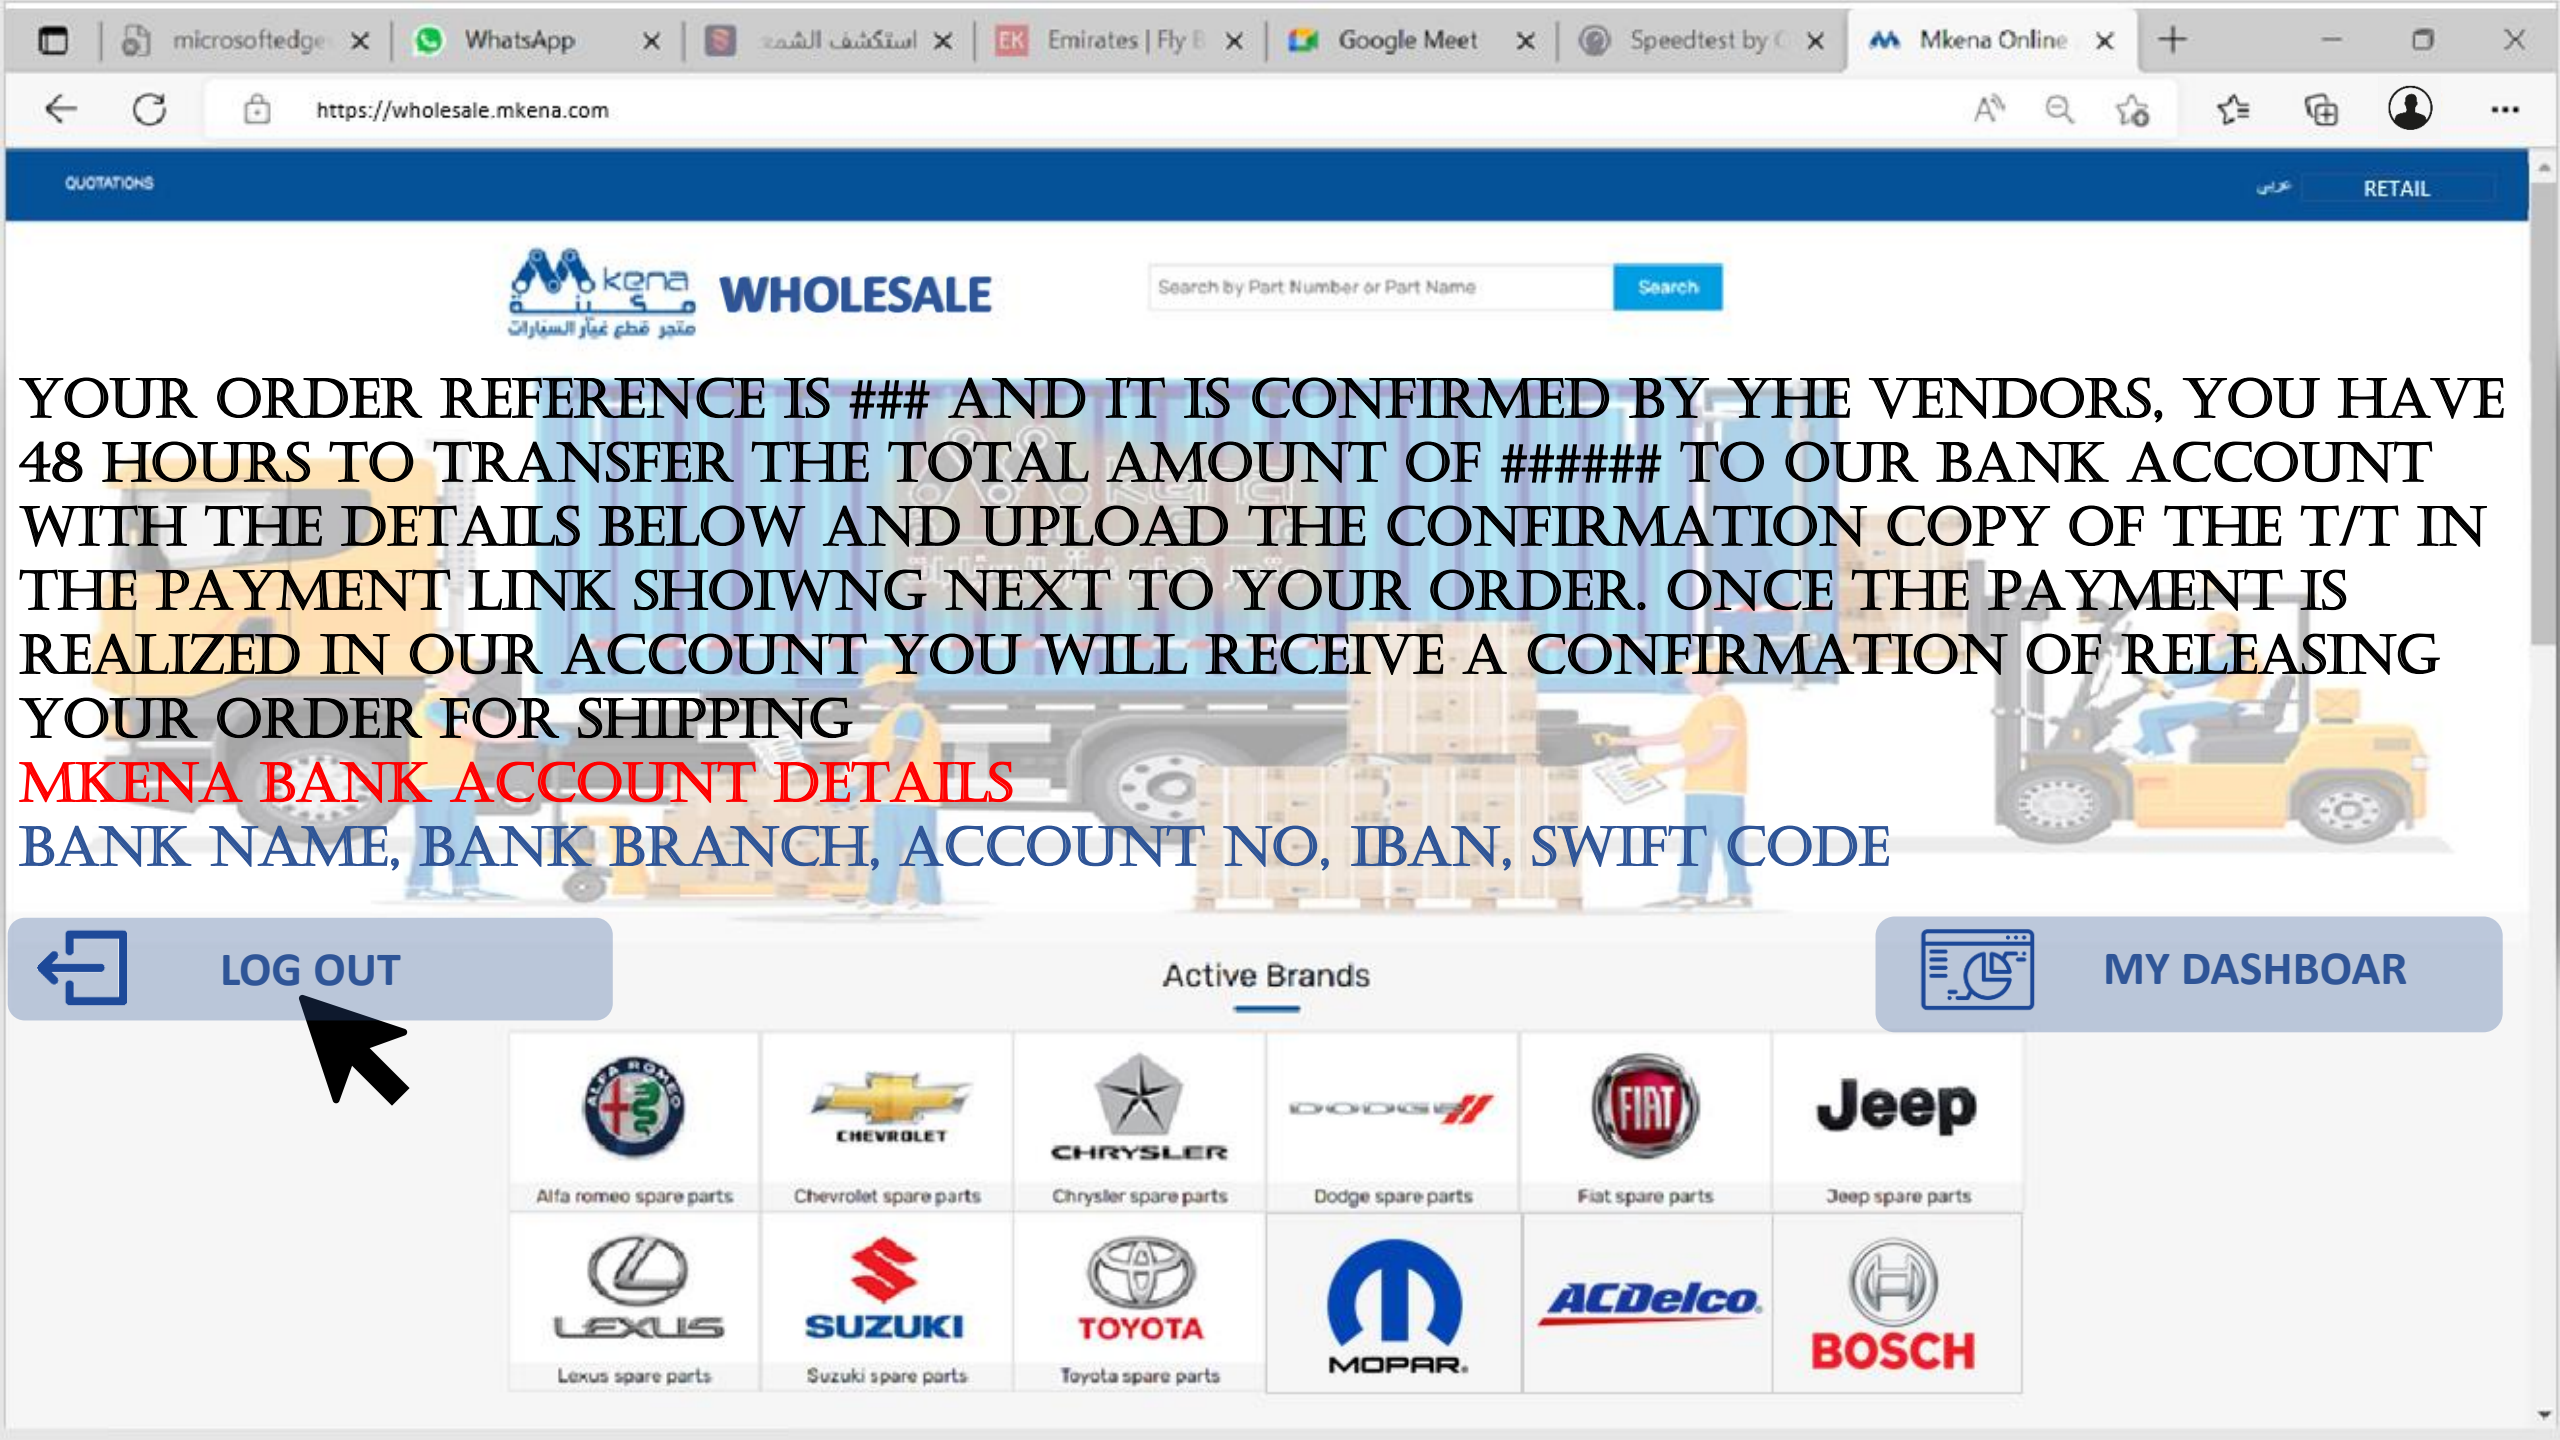 microsoftedge
WhatsApp
استكشف الشمع
EK Emirates | Fly B
Google Meet
Speedtest by O
Mkena Online
https://wholesale.mkena.com
QUOTATIONS
عربي
RETAIL
Mkena
مكينة
متجر قطع غيار السيارات
WHOLESALE
Search by Part Number or Part Name
Search
YOUR ORDER REFERENCE IS ### AND IT IS CONFIRMED BY YHE VENDORS, YOU HAVE
48 HOURS TO TRANSFER THE TOTAL AMOUNT OF ###### TO OUR BANK ACCOUNT
WITH THE DETAILS BELOW AND UPLOAD THE CONFIRMATION COPY OF THE T/T IN
THE PAYMENT LINK SHOIWNG NEXT TO YOUR ORDER. ONCE THE PAYMENT IS
REALIZED IN OUR ACCOUNT YOU WILL RECEIVE A CONFIRMATION OF RELEASING
YOUR ORDER FOR SHIPPING
MKENA BANK ACCOUNT DETAILS
BANK NAME, BANK BRANCH, ACCOUNT NO, IBAN, SWIFT CODE
LOG OUT
Active Brands
MY DASHBOAR
ALFA ROMEO
CHEVROLET
CHRYSLER
DODGE
FIAT
Jeep
Alfa romeo spare parts
Chevrolet spare parts
Chrysler spare parts
Dodge spare parts
Fiat spare parts
Jeep spare parts
LEXUS
SUZUKI
TOYOTA
MOPAR
ACDelco
BOSCH
Lexus spare parts
Suzuki spare parts
Toyota spare parts